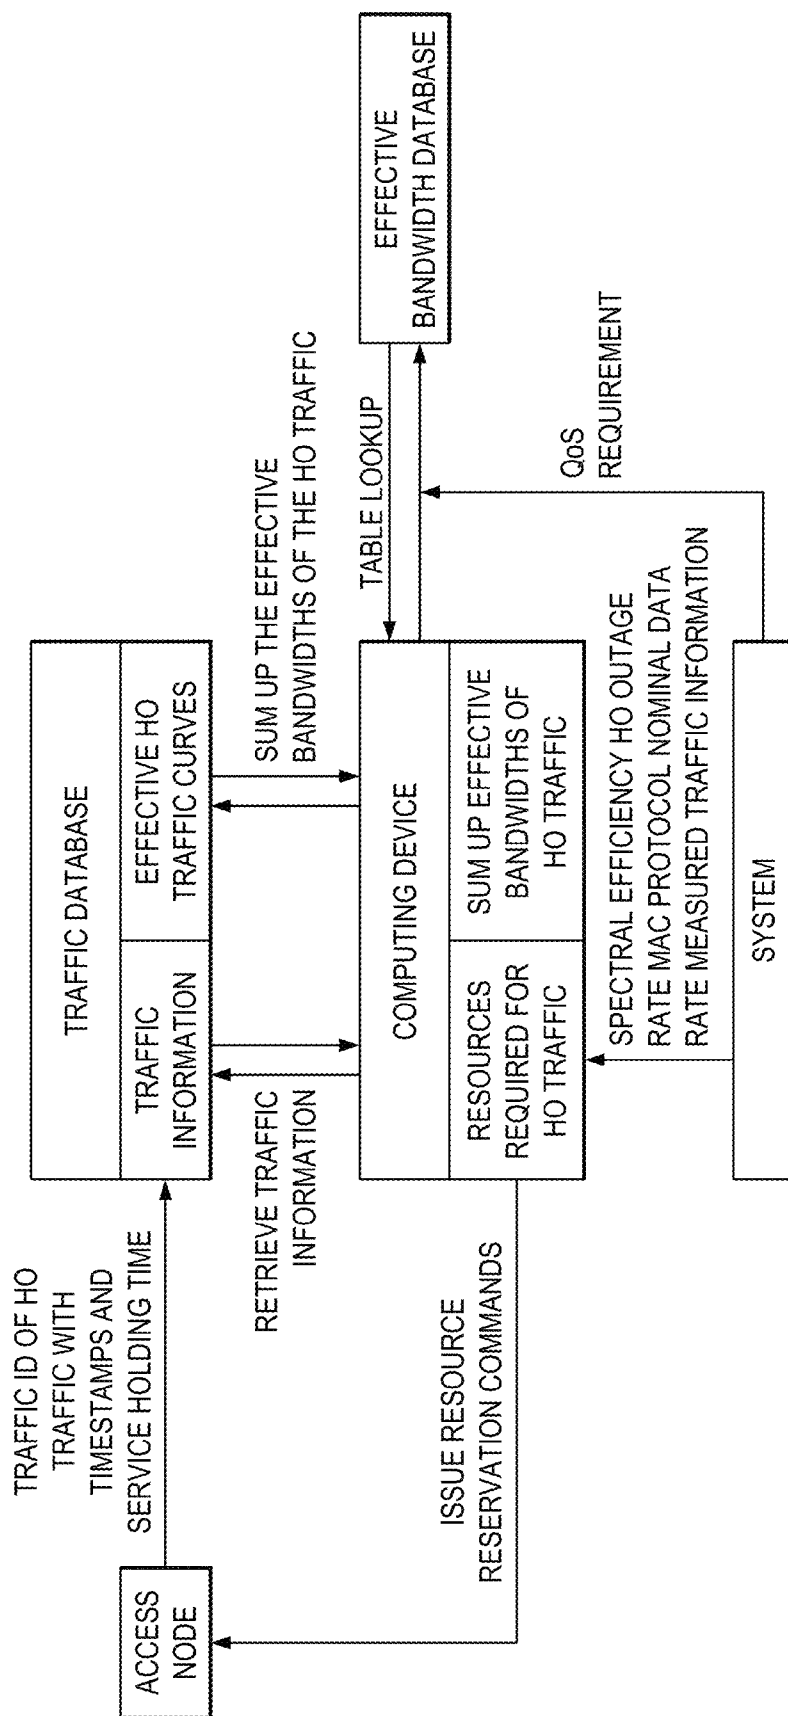 TRAFFIC ID OF HO
TRAFFIC WITH
TIMESTAMPS AND
SERVICE HOLDING TIME
ACCESS
NODE
TRAFFIC DATABASE
TRAFFIC
INFORMATION
EFFECTIVE HO
TRAFFIC CURVES
RETRIEVE TRAFFIC
INFORMATION
SUM UP THE EFFECTIVE
BANDWIDTHS OF THE HO TRAFFIC
COMPUTING DEVICE
RESOURCES
REQUIRED FOR
HO TRAFFIC
SUM UP EFFECTIVE
BANDWIDTHS OF
HO TRAFFIC
TABLE LOOKUP
EFFECTIVE
BANDWIDTH DATABASE
ISSUE RESOURCE
RESERVATION COMMANDS
SPECTRAL EFFICIENCY HO OUTAGE
RATE MAC PROTOCOL NOMINAL DATA
RATE MEASURED TRAFFIC INFORMATION
QoS
REQUIREMENT
SYSTEM